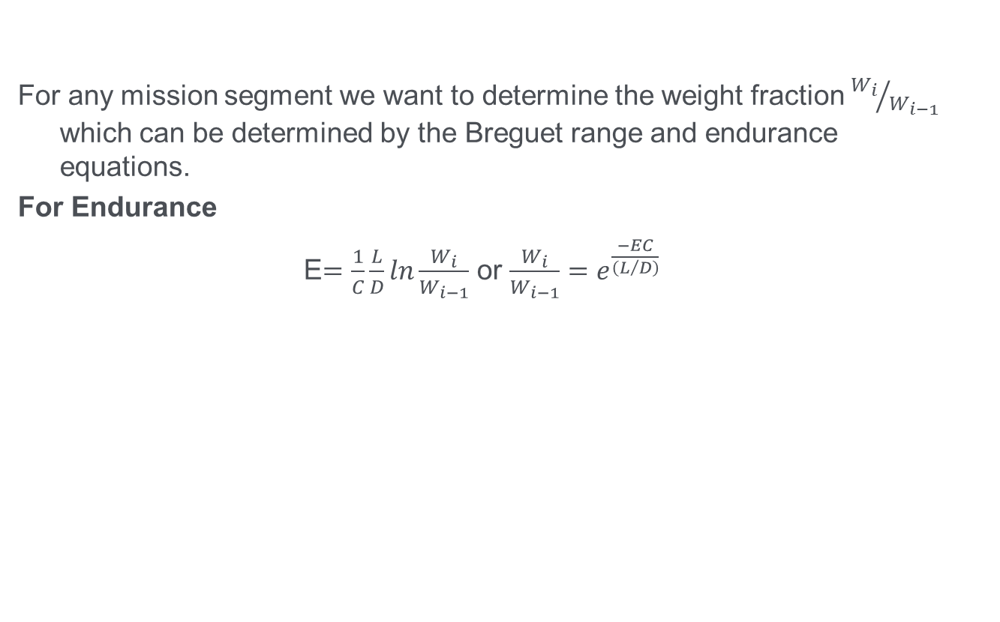 For any mission segment we want to determine the weight fraction W_i/W_{i−1}
which can be determined by the Breguet range and endurance
equations.
For Endurance
E= \frac{1}{C}\frac{L}{D} ln \frac{W_i}{W_{i−1}} or \frac{W_i}{W_{i−1}} = e^{\frac{−EC}{(L/D)}}